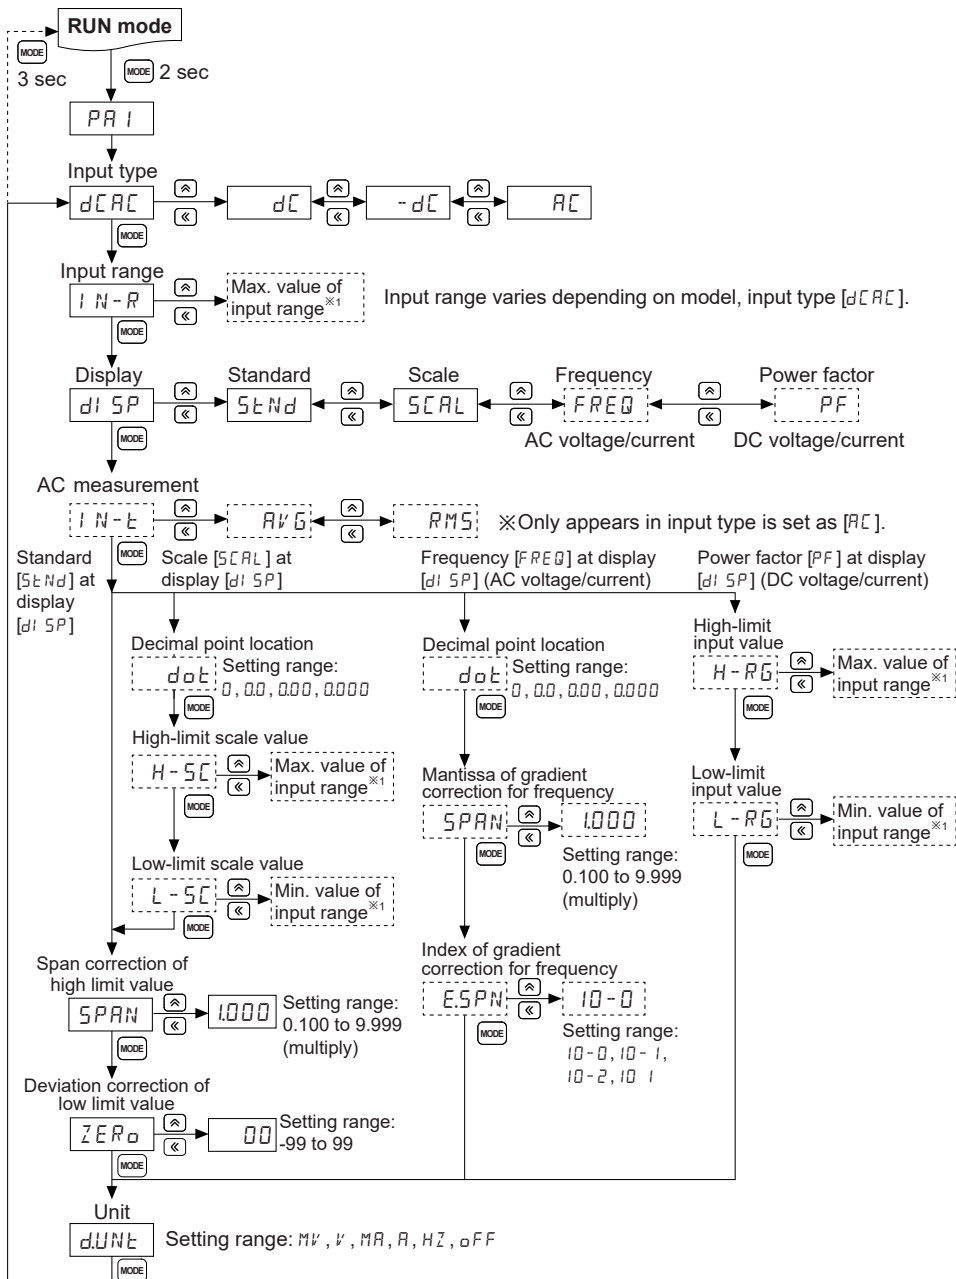 RUN mode
MODE
3 sec
MODE 2 sec
PA1
Input type
dCAC
dC
-dC
AC
MODE
Input range
IN-R
Max. value of
input range※1
Input range varies depending on model, input type [dCAC].
MODE
Display
Standard
Scale
Frequency
Power factor
dISP
StNd
SCAL
FREQ
PF
AC voltage/current
DC voltage/current
MODE
AC measurement
IN-t
AVG
RMS
※Only appears in input type is set as [AC].
MODE
Standard
[StNd] at
display
[dISP]
Scale [SCAL] at
display [dISP]
Frequency [FREQ] at display
[dISP] (AC voltage/current)
Power factor [PF] at display
[dISP] (DC voltage/current)
Decimal point location
dot
Setting range:
0, 0.0, 0.00, 0.000
MODE
High-limit scale value
H-SC
Max. value of
input range※1
MODE
Low-limit scale value
L-SC
Min. value of
input range※1
MODE
Decimal point location
dot
Setting range:
0, 0.0, 0.00, 0.000
MODE
Mantissa of gradient
correction for frequency
SPAN
1.000
MODE
Setting range:
0.100 to 9.999
(multiply)
Index of gradient
correction for frequency
E.SPN
10-0
MODE
Setting range:
10-0, 10-1,
10-2, 10 1
High-limit
input value
H-RG
Max. value of
input range※1
MODE
Low-limit
input value
L-RG
Min. value of
input range※1
MODE
Span correction of
high limit value
SPAN
1.000
Setting range:
0.100 to 9.999
(multiply)
MODE
Deviation correction of
low limit value
ZERo
00
Setting range:
-99 to 99
MODE
Unit
d.UNt
Setting range: MV, V, MA, A, HZ, oFF
MODE